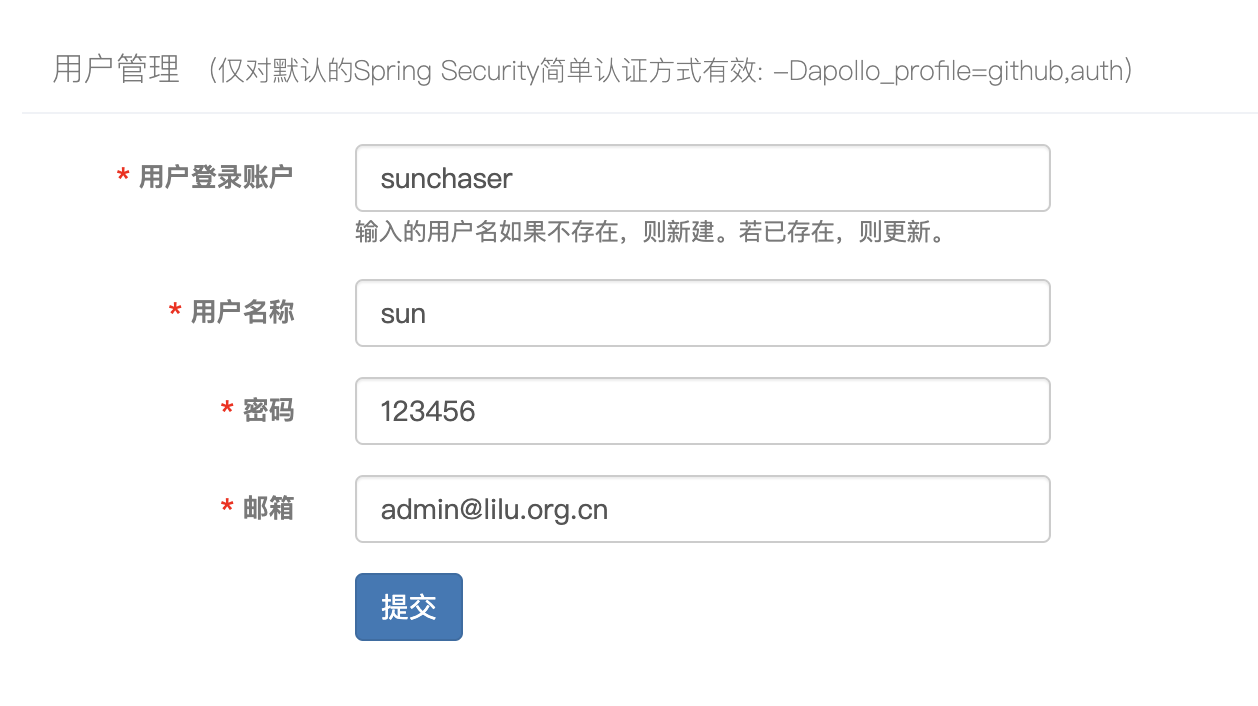 用户管理 (仅对默认的Spring Security简单认证方式有效: -Dapollo_profile=github,auth)
* 用户登录账户 sunchaser
输入的用户名如果不存在，则新建。若已存在，则更新。
* 用户名称 sun
* 密码 123456
* 邮箱 admin@lilu.org.cn
提交